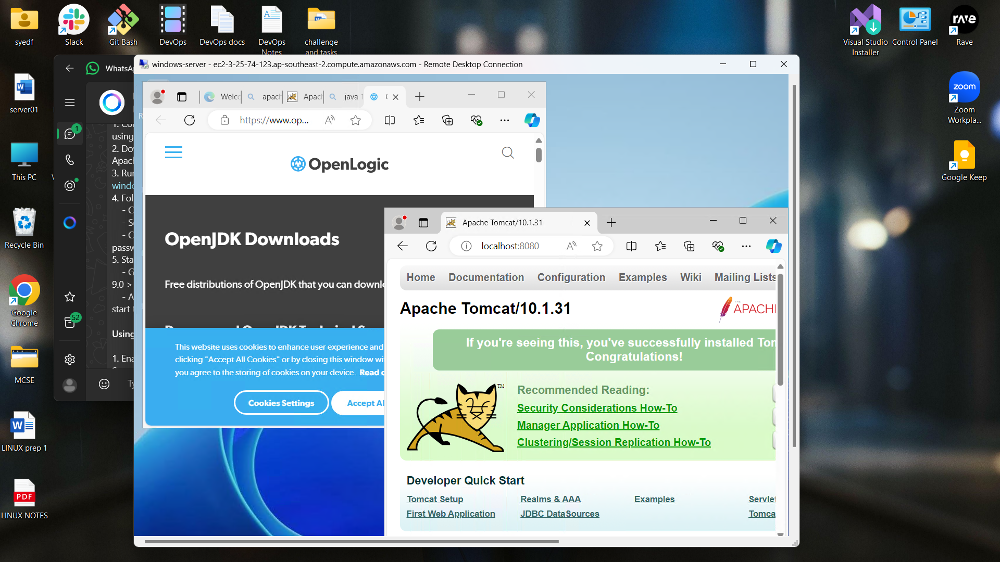 syedf
Slack
Git Bash
DevOps
DevOps docs
DevOps
Notes
challenge
and tasks
Visual Studio
Installer
Control Panel
rave
Rave
server01
This PC
Recycle Bin
Google
Chrome
MCSE
LINUX prep 1
PDF
LINUX NOTES
zoom
Zoom
Workpla...
Google Keep
WhatsA
1
using
2. Do
Apach
3. Run
windo
4. Fol
- C
- S
- C
passw
5. Sta
- G
9.0 >
- A
start
52
Using
1. Ena
windows-server - ec2-3-25-74-123.ap-southeast-2.compute.amazonaws.com - Remote Desktop Connection
Welc
apach
Apacl
java 1
https://www.op...
OpenLogic
OpenJDK Downloads
Free distributions of OpenJDK that you can downlo
This website uses cookies to enhance user experience and
clicking "Accept All Cookies" or by closing this window wi
you agree to the storing of cookies on your device. Read
Cookies Settings
Accept Al
Apache Tomcat/10.1.31
localhost:8080
Home Documentation Configuration Examples Wiki Mailing Lists
Apache Tomcat/10.1.31
THE
APACH
If you're seeing this, you've successfully installed Tom
Congratulations!
TM
Recommended Reading:
Security Considerations How-To
Manager Application How-To
Clustering/Session Replication How-To
Developer Quick Start
Tomcat Setup
Realms & AAA
Examples
Servlet
First Web Application
JDBC DataSources
Tomca